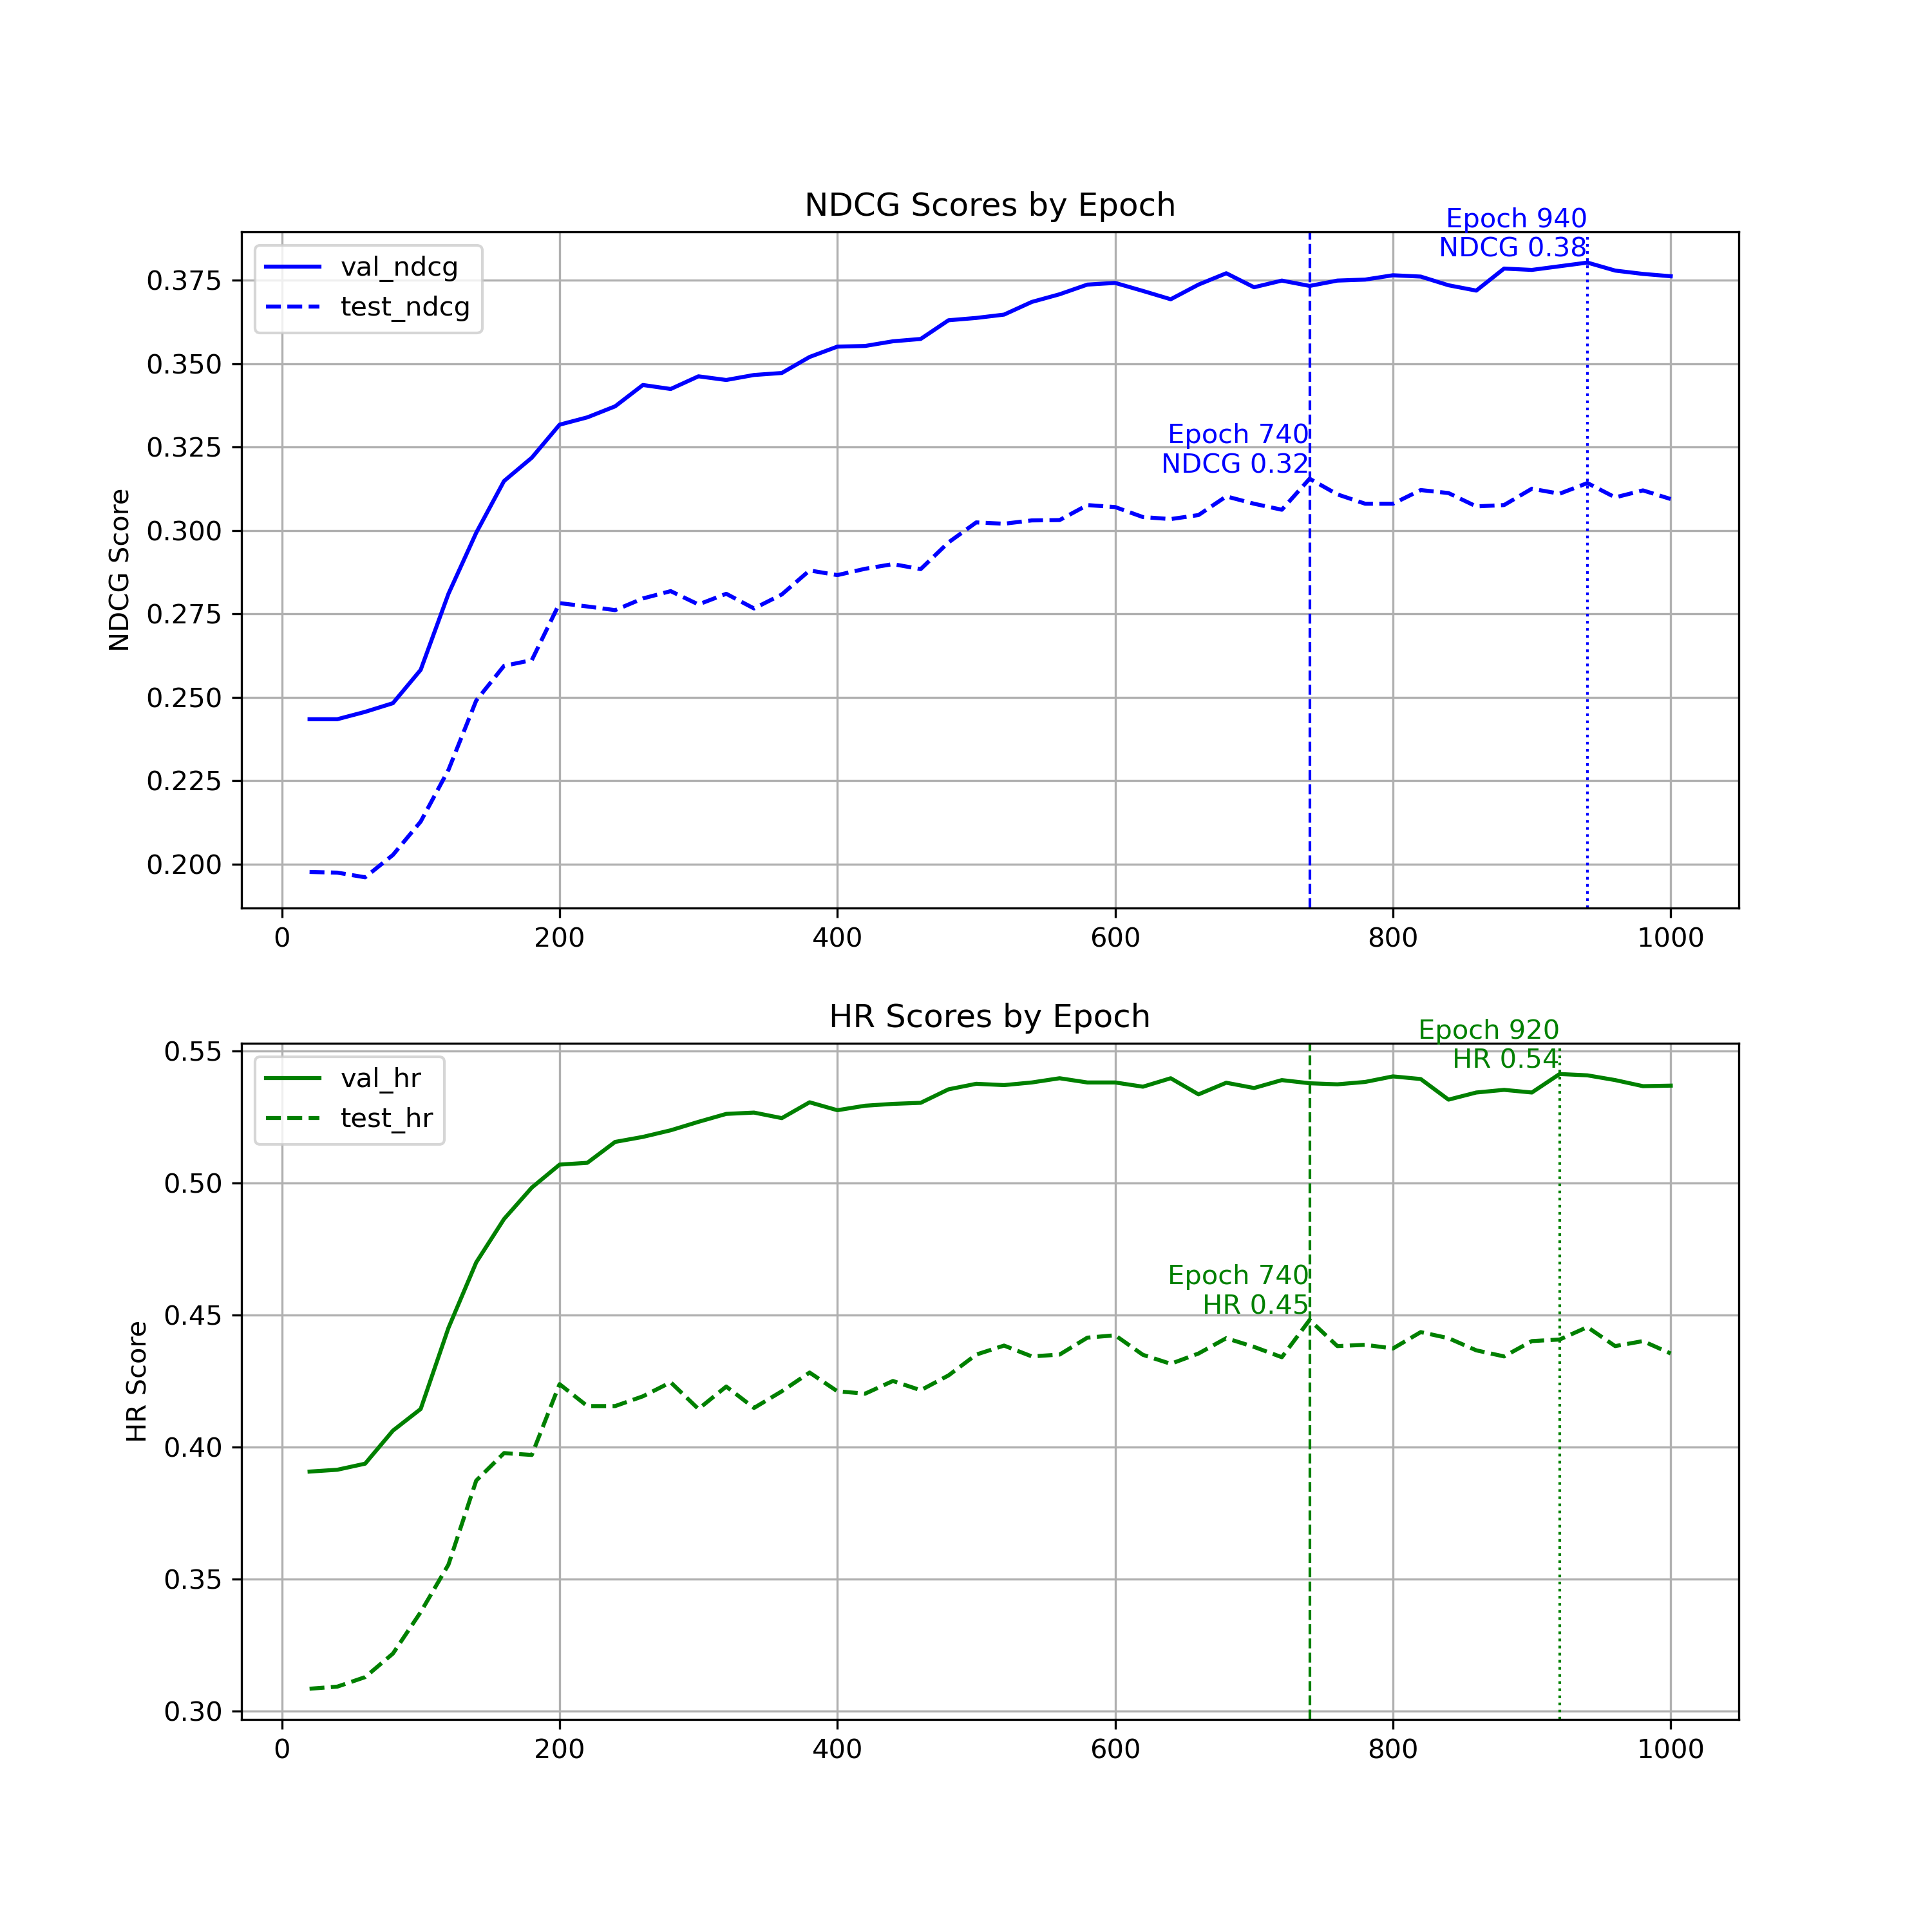 NDCG Scores by Epoch
Epoch 940
NDCG 0.38
val_ndcg
test_ndcg
Epoch 740
NDCG 0.32
NDCG Score
0.375
0.350
0.325
0.300
0.275
0.250
0.225
0.200
0 200 400 600 800 1000
HR Scores by Epoch
Epoch 920
HR 0.54
val_hr
test_hr
Epoch 740
HR 0.45
HR Score
0.55
0.50
0.45
0.40
0.35
0.30
0 200 400 600 800 1000